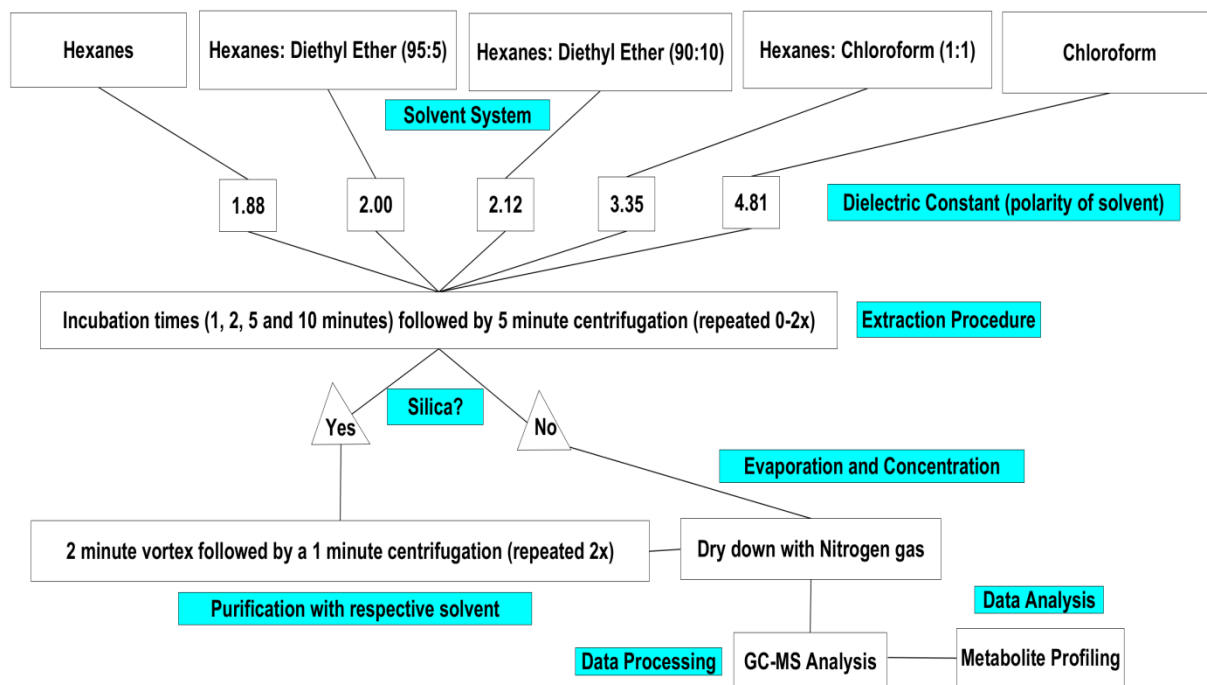 Hexanes
Hexanes: Diethyl Ether (95:5)
Hexanes: Diethyl Ether (90:10)
Hexanes: Chloroform (1:1)
Chloroform
Solvent System
1.88
2.00
2.12
3.35
4.81
Dielectric Constant (polarity of solvent)
Incubation times (1, 2, 5 and 10 minutes) followed by 5 minute centrifugation (repeated 0-2x)
Extraction Procedure
Silica?
Yes
No
Evaporation and Concentration
2 minute vortex followed by a 1 minute centrifugation (repeated 2x)
Dry down with Nitrogen gas
Purification with respective solvent
Data Analysis
Data Processing
GC-MS Analysis
Metabolite Profiling